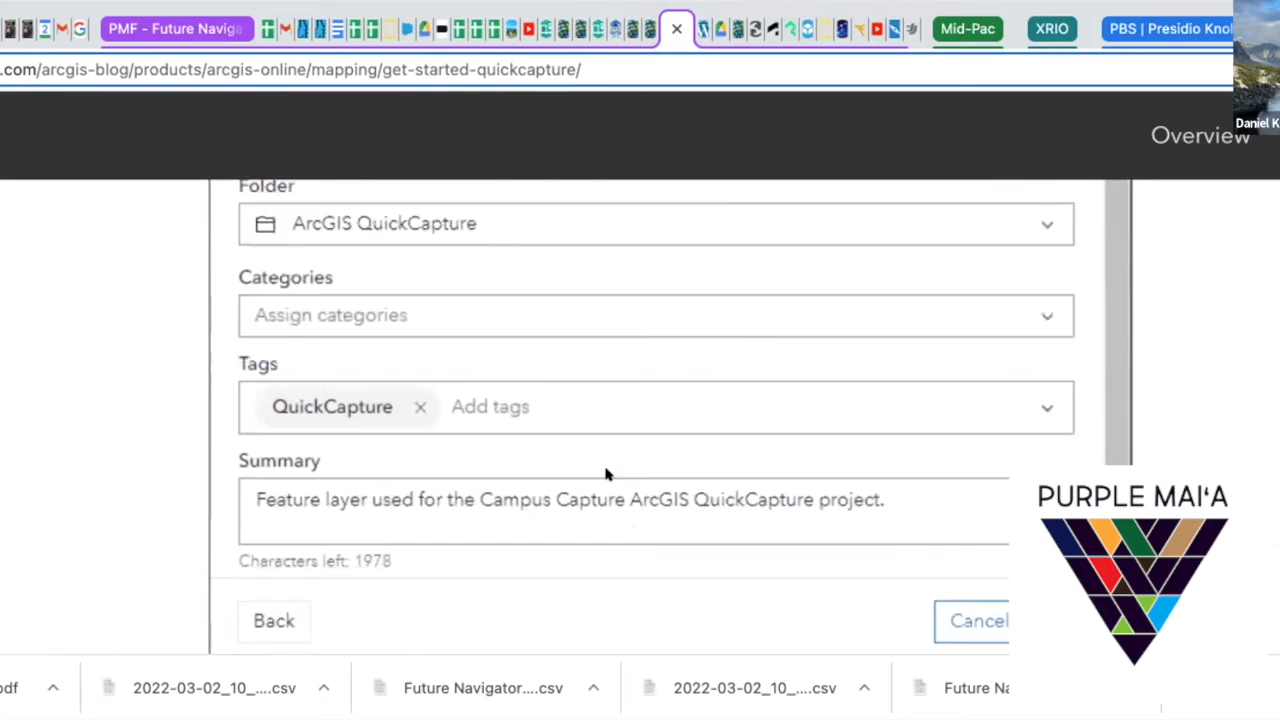 2
PMF - Future Naviga
Mid-Pac
XRIO
PBS | Presidio Knol
.com/arcgis-blog/products/arcgis-online/mapping/get-started-quickcapture/
Daniel K
Overview
Folder
ArcGIS QuickCapture
Categories
Assign categories
Tags
QuickCapture
Add tags
Summary
Feature layer used for the Campus Capture ArcGIS QuickCapture project.
Characters left: 1978
PURPLE MAIʻA
Back
Cancel
odf
2022-03-02_10_....csv
Future Navigator....csv
2022-03-02_10_....csv
Future Na